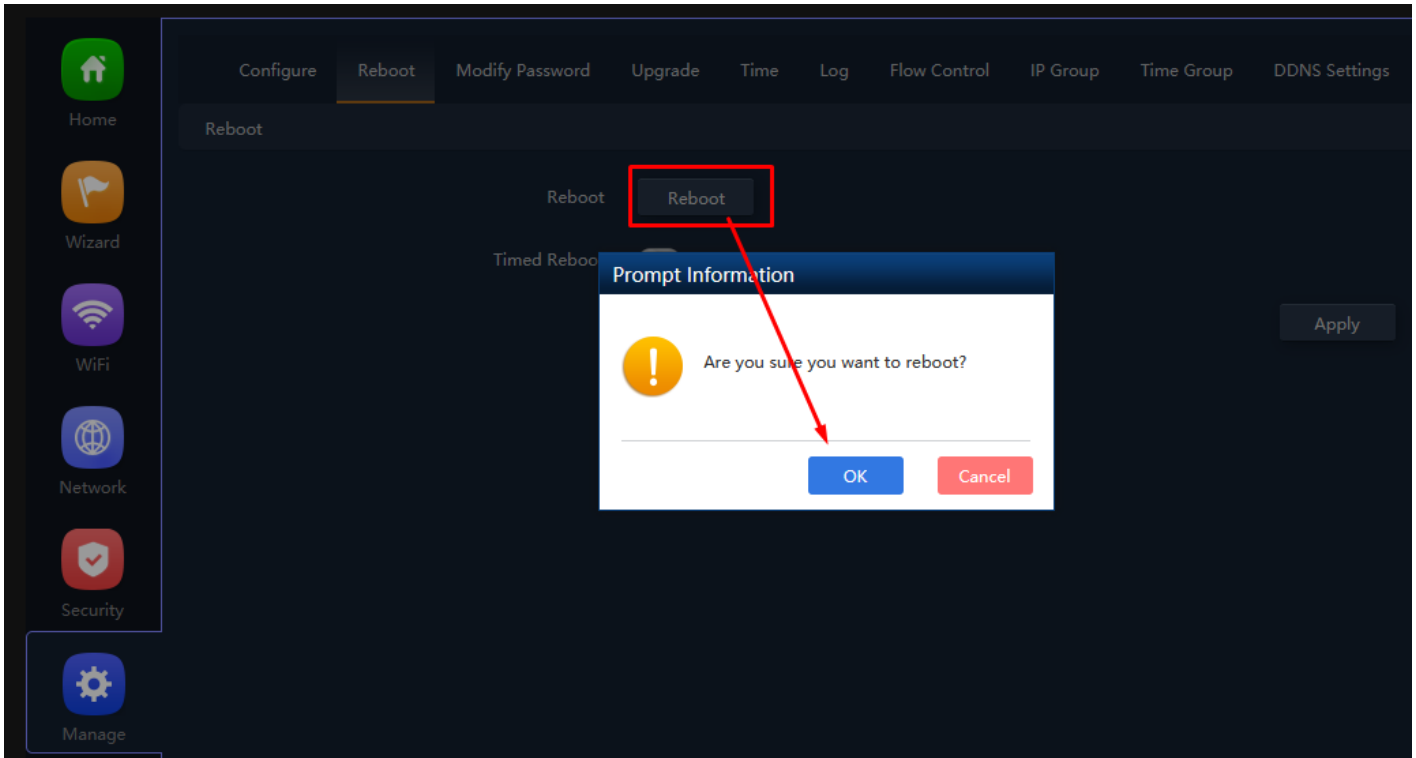 Configure Reboot Modify Password Upgrade Time Log Flow Control IP Group Time Group DDNS Settings
Home
Reboot
Reboot Reboot
Wizard
Timed Reboo
Prompt Information
Apply
WiFi
Are you sure you want to reboot?
OK Cancel
Network
Security
Manage